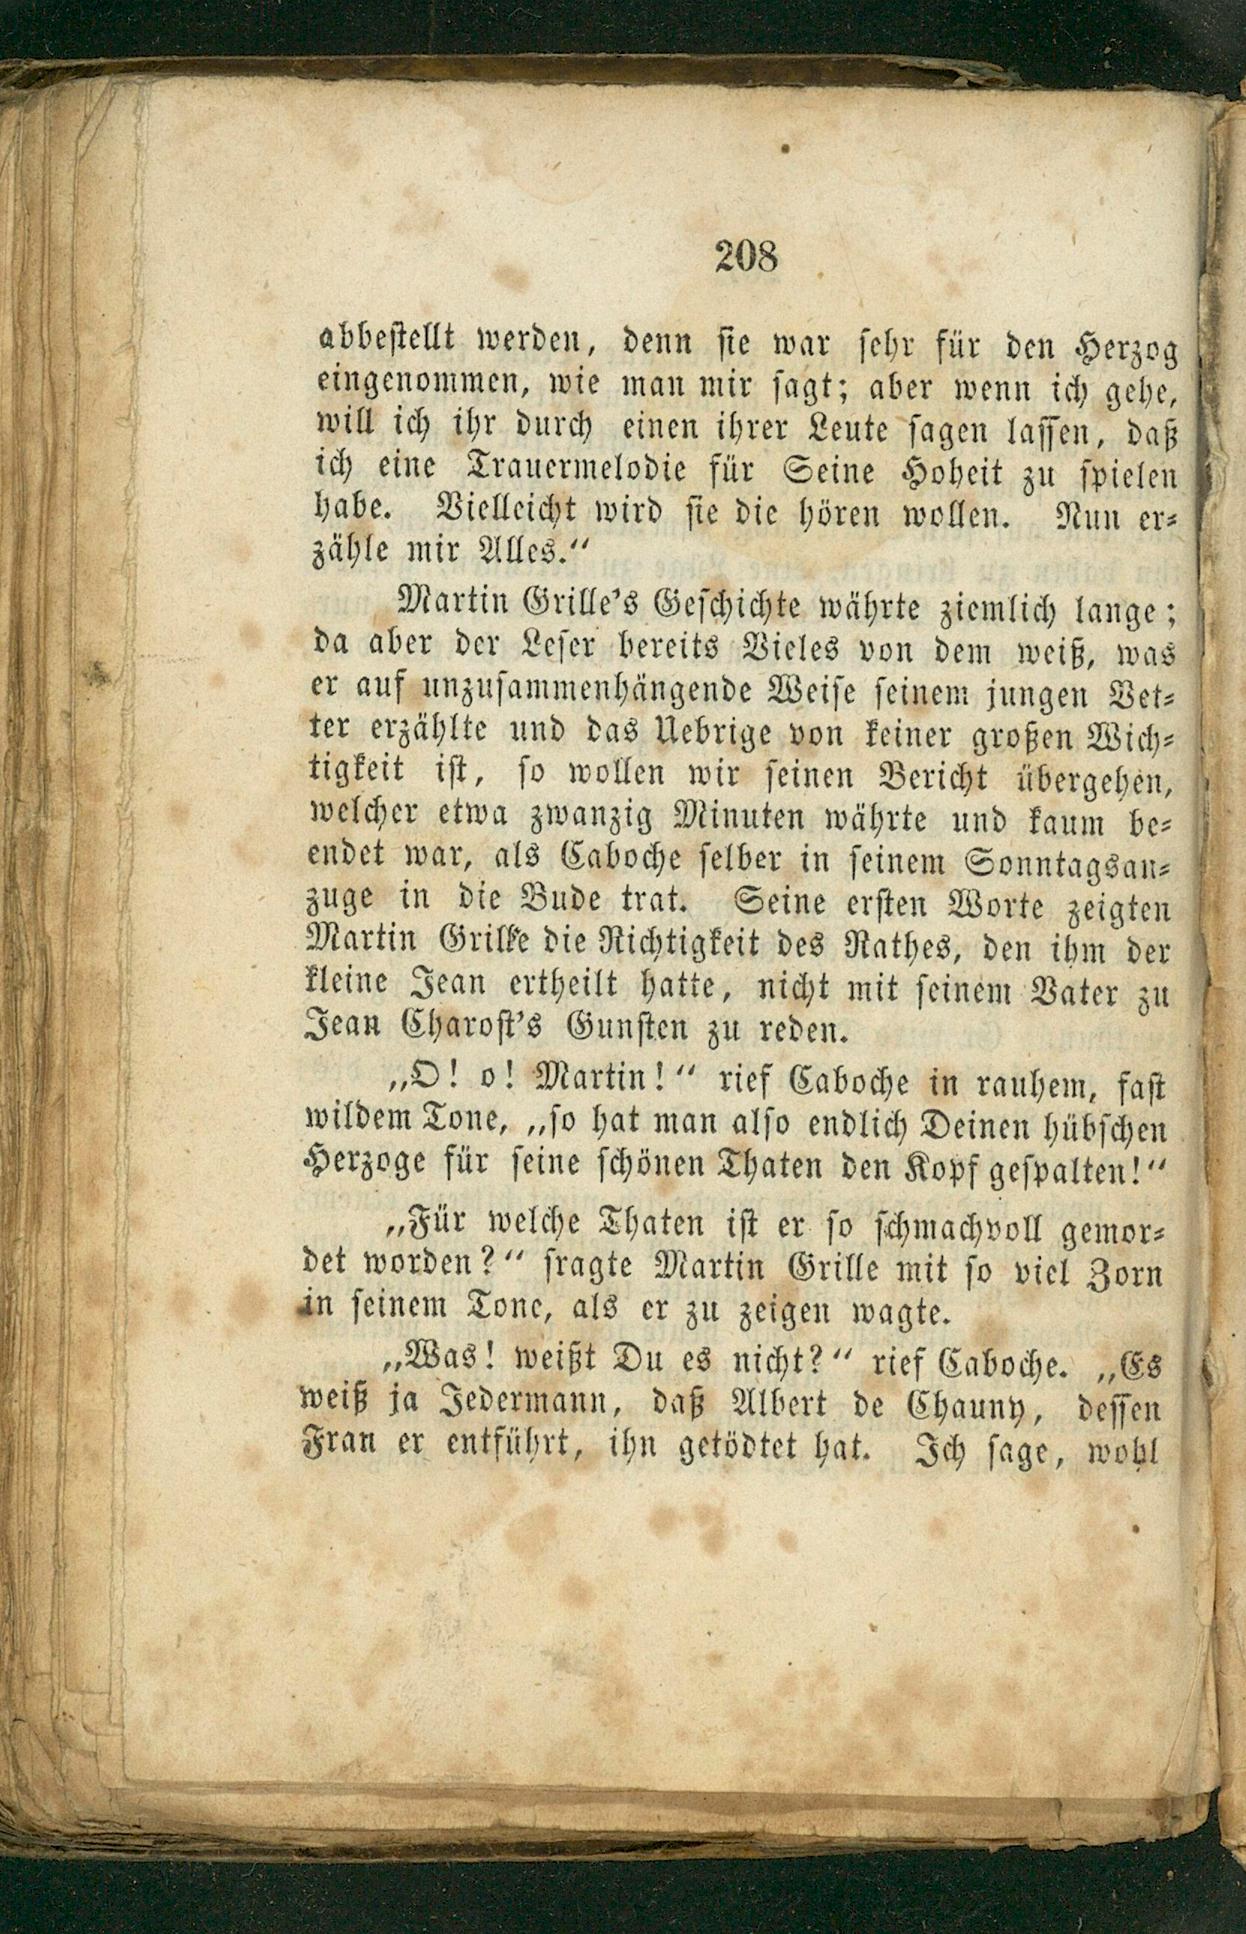 208
abbestellt werden, denn sie war sehr für den Herzog
eingenommen, wie man mir sagt; aber wenn ich gehe,
will ich ihr durch einen ihrer Leute sagen lassen, daß
ich eine Trauermelodie für Seine Hoheit zu spielen
habe. Vielleicht wird sie die hören wollen. Nun er-
zähle mir Alles.“
Martin Grille's Geschichte währte ziemlich lange;
da aber der Leser bereits Vieles von dem weiß, was
er auf unzusammenhängende Weise seinem jungen Vet-
ter erzählte und das Uebrige von keiner großen Wich-
tigkeit ist, so wollen wir seinen Bericht übergehen,
welcher etwa zwanzig Minuten währte und kaum be-
endet war, als Caboche selber in seinem Sonntagsan-
zuge in die Bude trat. Seine ersten Worte zeigten
Martin Grille die Richtigkeit des Rathes, den ihm der
kleine Jean ertheilt hatte, nicht mit seinem Vater zu
Jean Charost's Gunsten zu reden.
„O! o! Martin!“ rief Caboche in rauhem, fast
wildem Tone, „so hat man also endlich Deinen hübschen
Herzoge für seine schönen Thaten den Kopf gespalten!“
„Für welche Thaten ist er so schmachvoll gemor-
det worden?“ fragte Martin Grille mit so viel Zorn
in seinem Tone, als er zu zeigen wagte.
„Was! weißt Du es nicht?“ rief Caboche. „Es
weiß ja Jedermann, daß Albert de Chauny, dessen
Fran er entführt, ihn getödtet hat. Ich sage, wohl